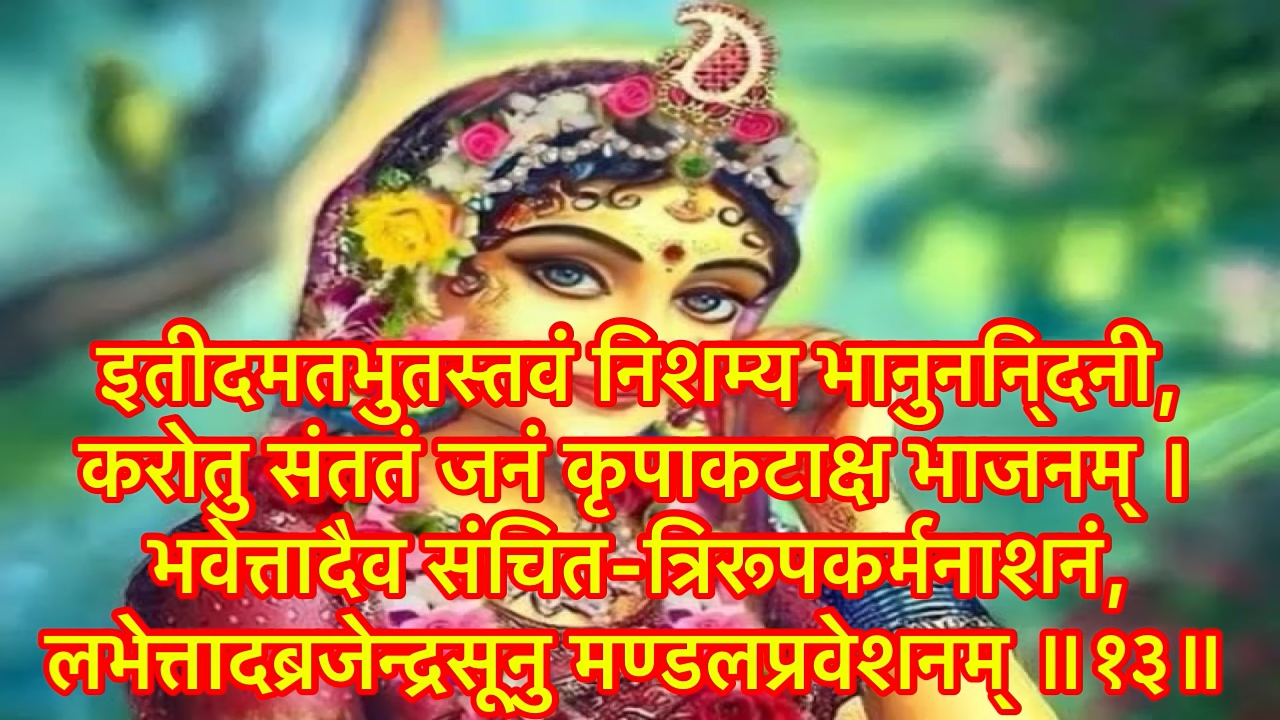 इतीदमतभुतस्तवं निशम्य भानुननि्दनी,
करोतु संततं जनं कृपाकटाक्ष भाजनम् ।
भवेत्तादैव संचित-त्रिरूपकर्मनाशनं,
लभेत्तादब्रजेन्द्रसूनु मण्डलप्रवेशनम् ॥१३॥